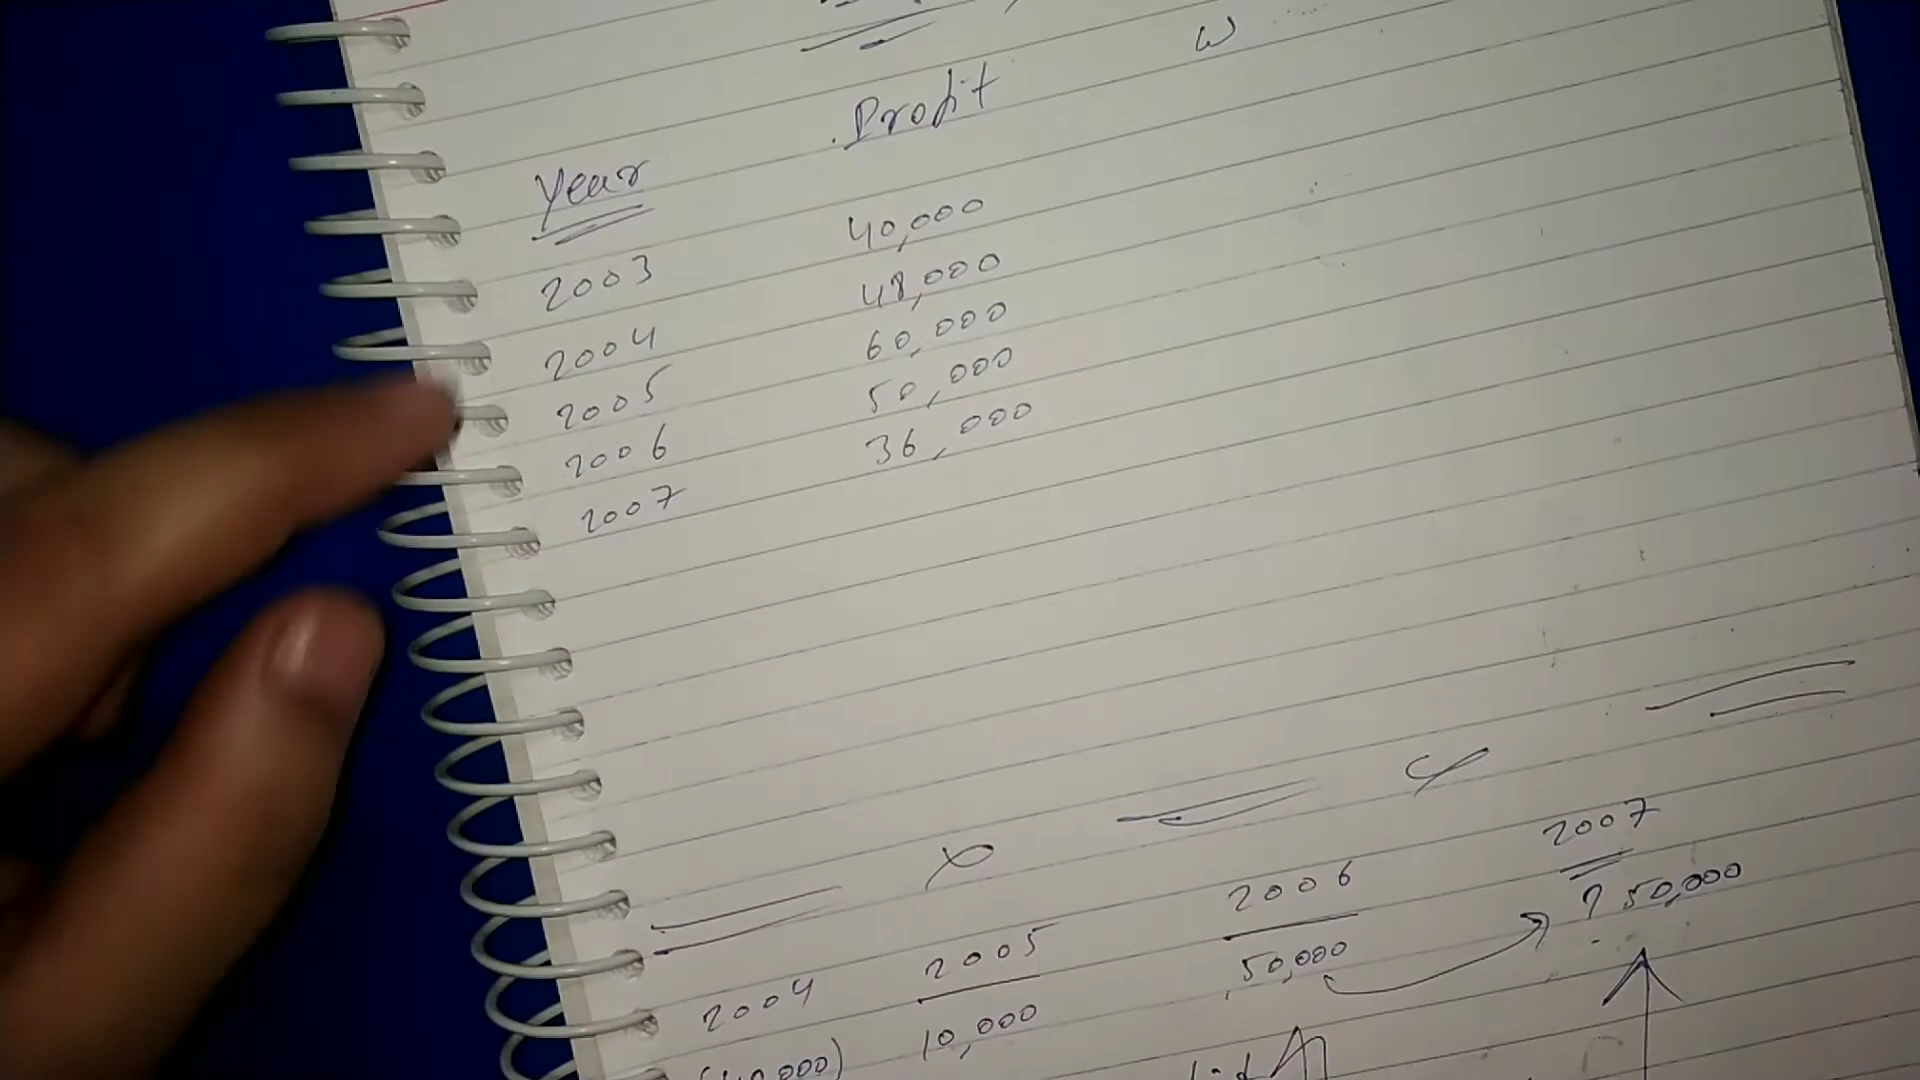 Profit
Year
2003 40,000
2004 48,000
2005 60,000
2006 50,000
2007 36,000
2004 2005 2006 2007
10,000 50,000 ? 50,000